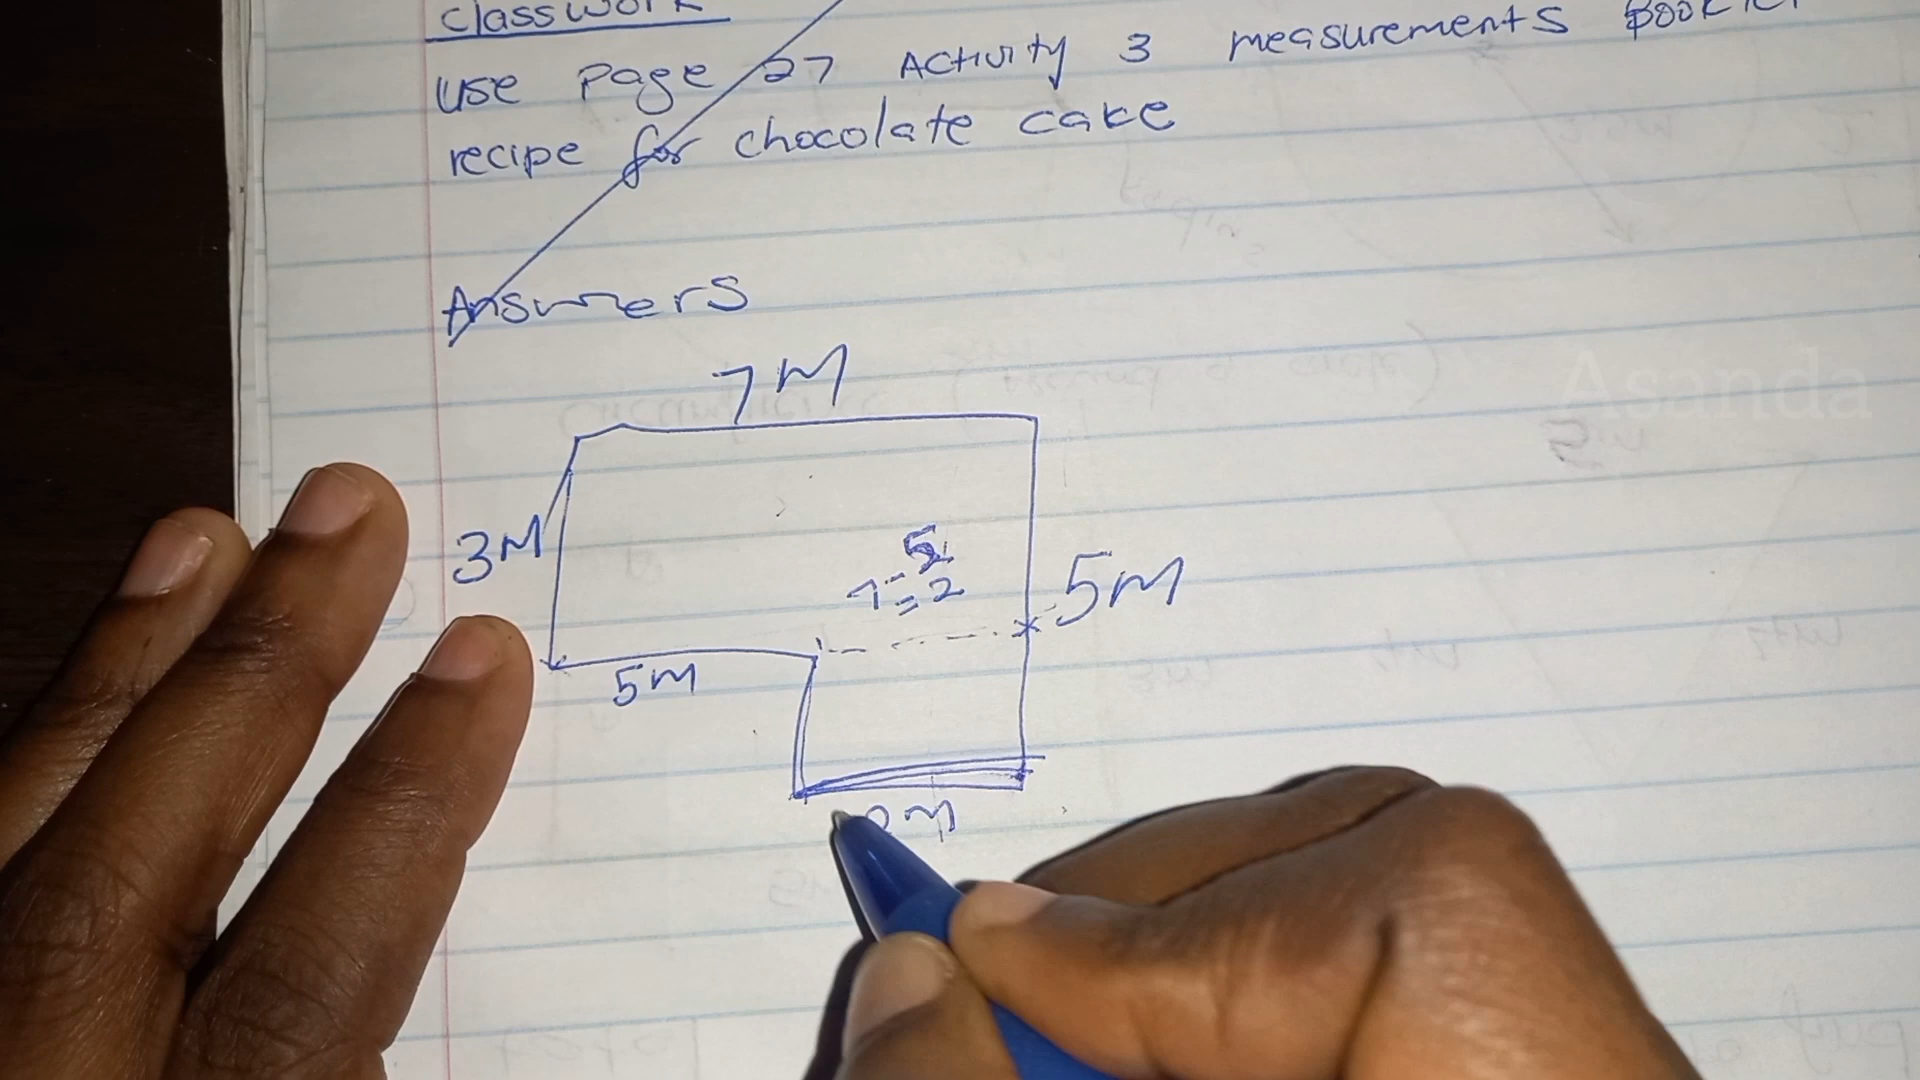 classwork
use page 27 Activity 3 measurements Booklet
recipe for chocolate cake
Answers
7M
3M
5
7-
=2
5M
5M
M
Asanda